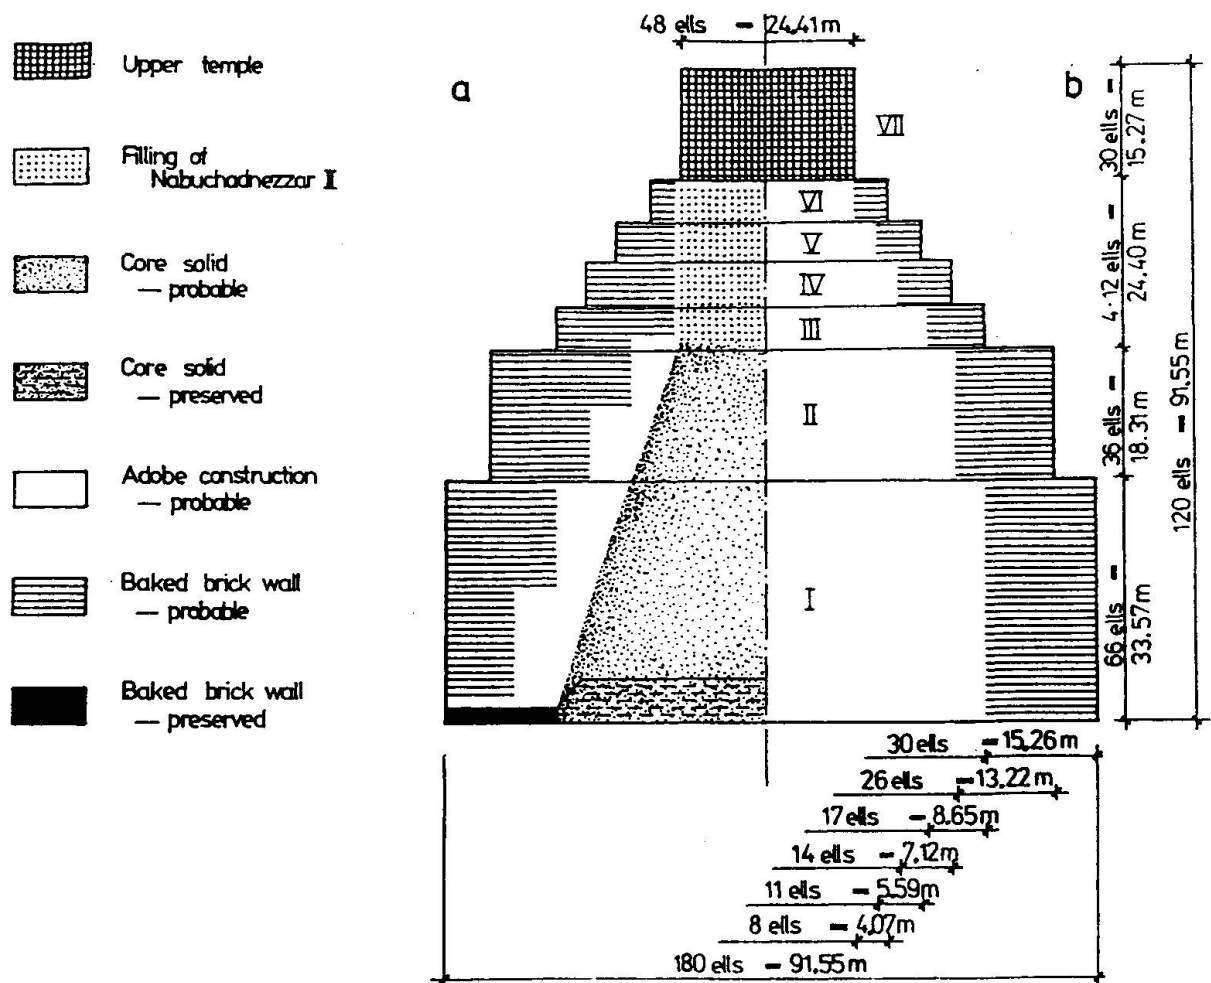 48 ells – 24.41 m
a
b
Upper temple
Filling of
Nabuchadnezzar II
Core solid
— probable
Core solid
— preserved
Adobe construction
— probable
Baked brick wall
— probable
Baked brick wall
— preserved
VII
VI
V
IV
III
II
I
30 ells –
15.27 m
4·12 ells –
24.40 m
36 ells –
18.31 m
66 ells –
33.57 m
120 ells – 91.55 m
30 ells – 15.26 m
26 ells – 13.22 m
17 ells – 8.65 m
14 ells – 7.12 m
11 ells – 5.59 m
8 ells – 4.07 m
180 ells – 91.55 m